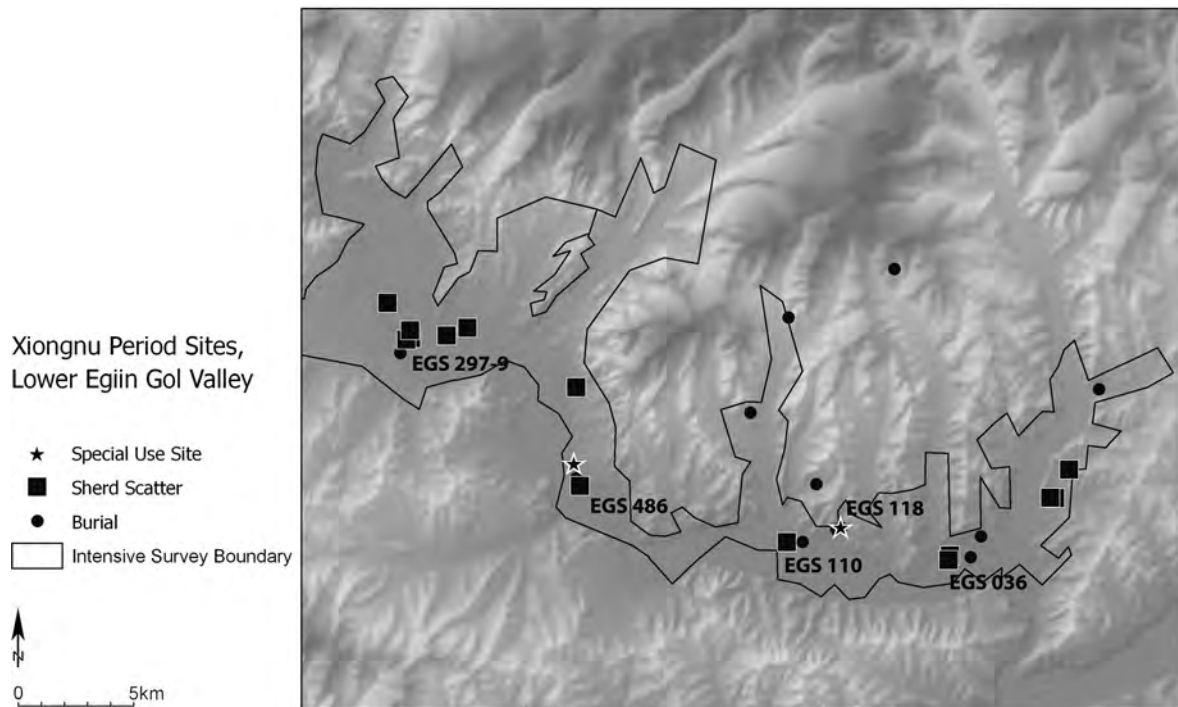 Xiongnu Period Sites,
Lower Egiin Gol Valley
Special Use Site
Sherd Scatter
Burial
Intensive Survey Boundary
N
0 5km
EGS 297-9
EGS 486
EGS 118
EGS 110
EGS 036